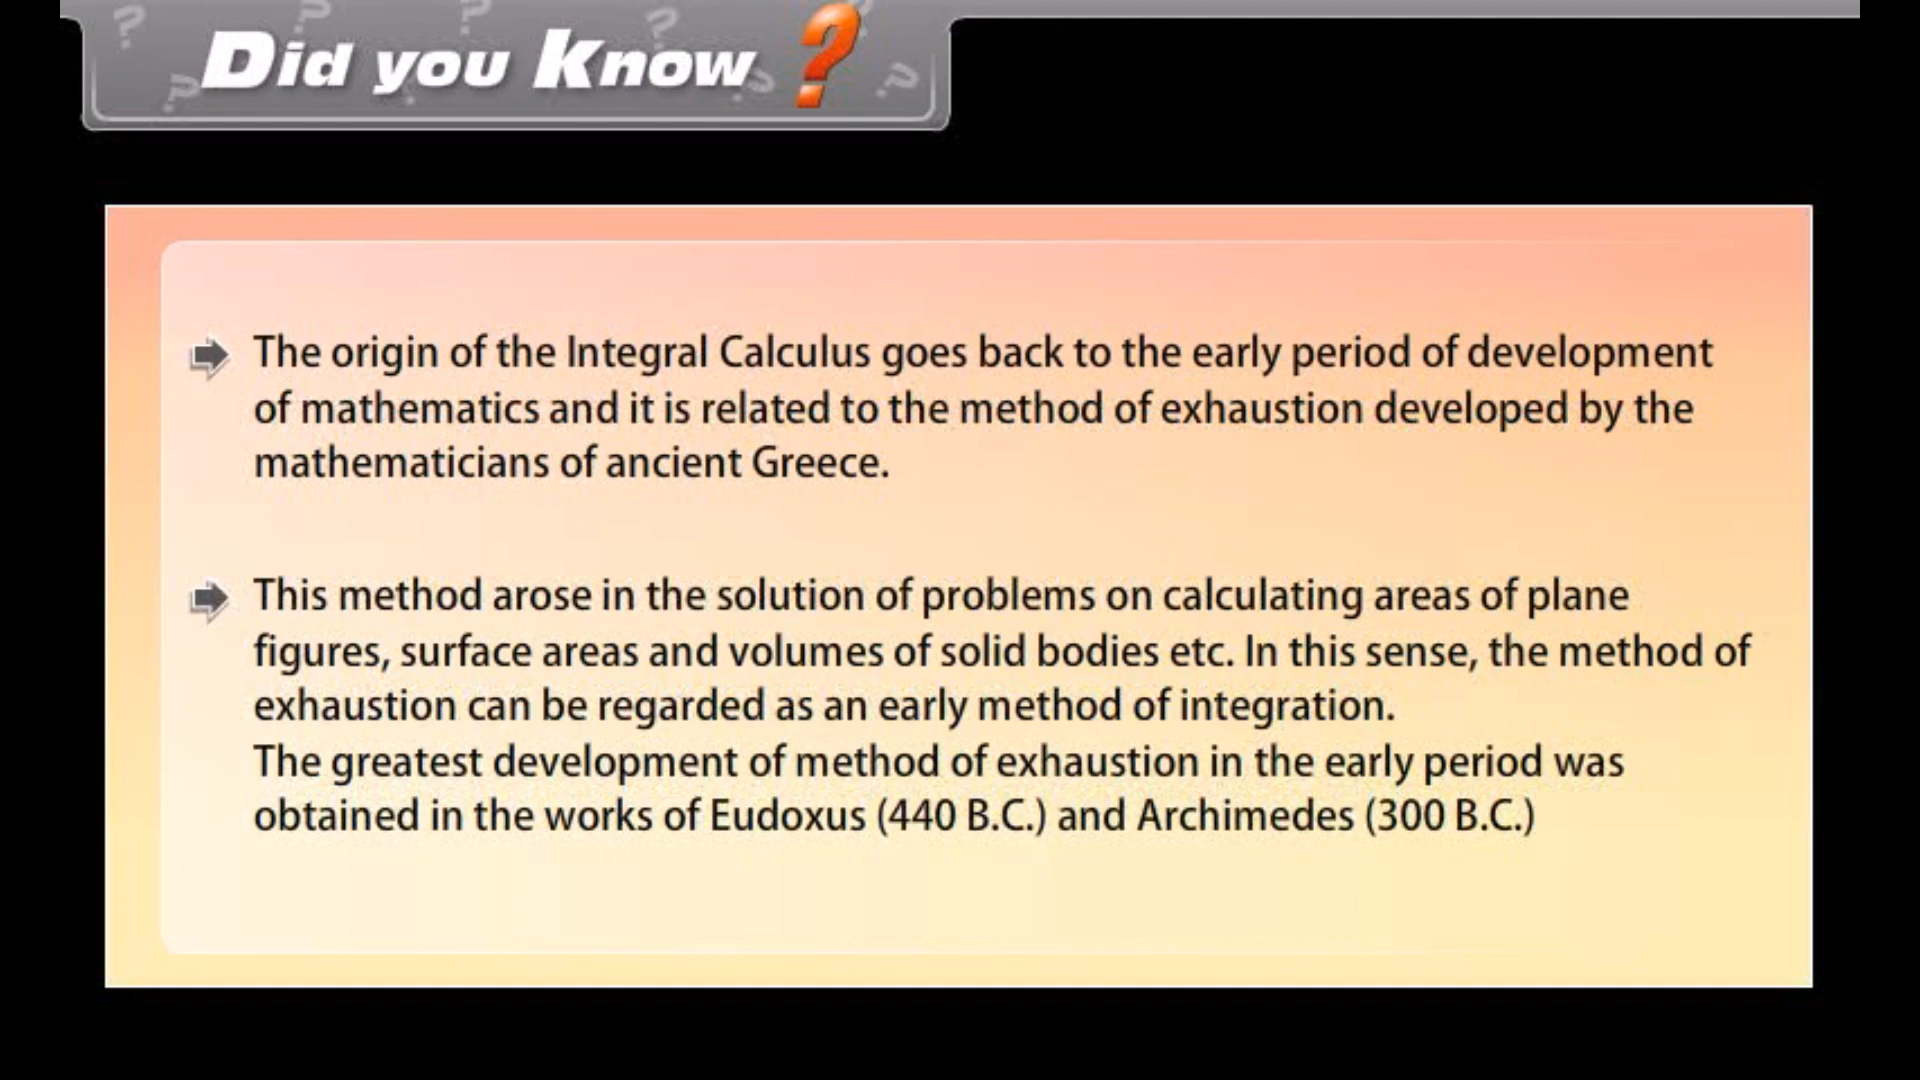 Did you Know ?
The origin of the Integral Calculus goes back to the early period of development
of mathematics and it is related to the method of exhaustion developed by the
mathematicians of ancient Greece.
This method arose in the solution of problems on calculating areas of plane
figures, surface areas and volumes of solid bodies etc. In this sense, the method of
exhaustion can be regarded as an early method of integration.
The greatest development of method of exhaustion in the early period was
obtained in the works of Eudoxus (440 B.C.) and Archimedes (300 B.C.)